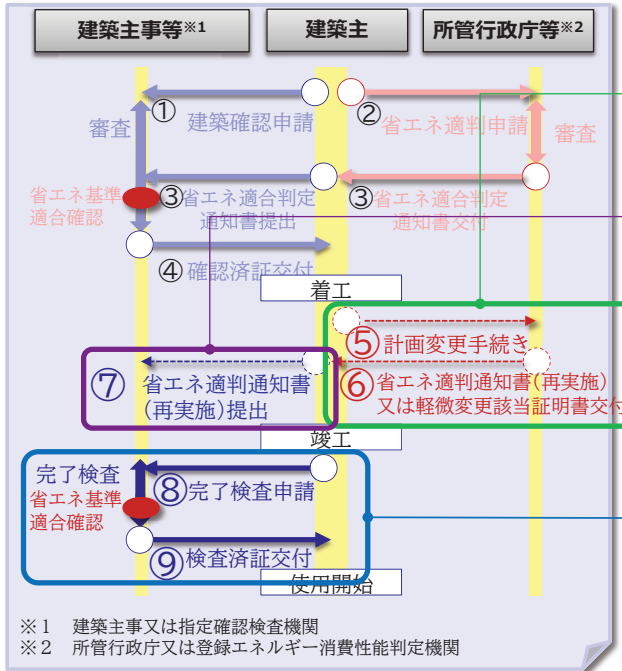 建築主事等※1 建築主 所管行政庁等※2
① 建築確認申請 ② 省エネ適判申請
審査 審査
省エネ基準
適合確認
③ 省エネ適合判定
通知書提出
③ 省エネ適合判定
通知書交付
④ 確認済証交付
着工
⑤ 計画変更手続き
⑦ 省エネ適判通知書
(再実施)提出
⑥ 省エネ適判通知書(再実施)
又は軽微変更該当証明書交付
竣工
完了検査
省エネ基準
適合確認
⑧ 完了検査申請
⑨ 検査済証交付
使用開始
※1 建築主事又は指定確認検査機関
※2 所管行政庁又は登録エネルギー消費性能判定機関